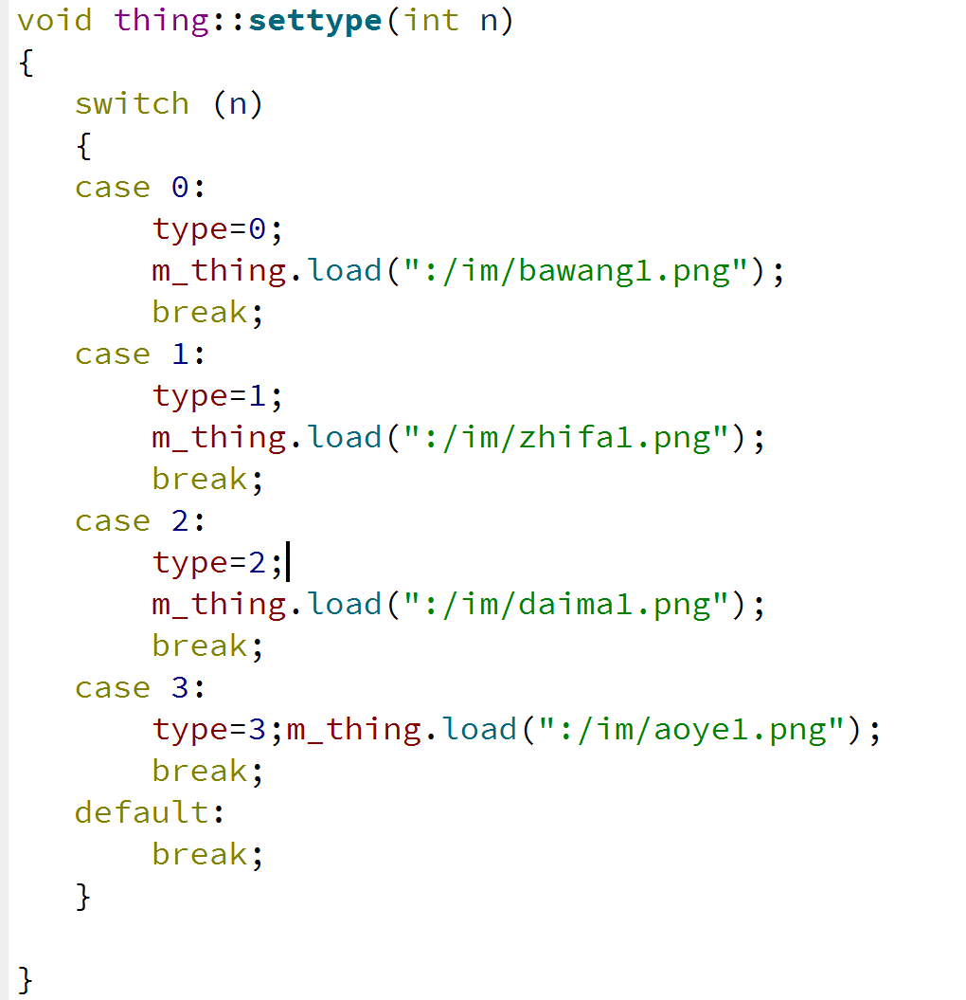 void thing::settype(int n)
{
   switch (n)
   {
   case 0:
       type=0;
       m_thing.load(":/im/bawang1.png");
       break;
   case 1:
       type=1;
       m_thing.load(":/im/zhifa1.png");
       break;
   case 2:
       type=2;
       m_thing.load(":/im/daima1.png");
       break;
   case 3:
       type=3;m_thing.load(":/im/aoye1.png");
       break;
   default:
       break;
   }

}